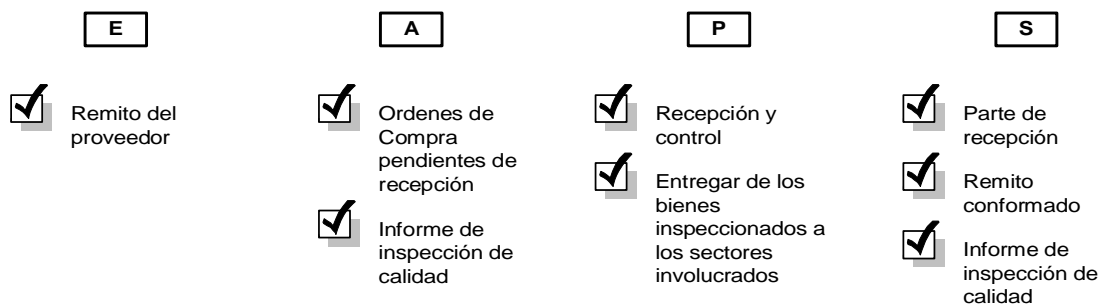 E
Remito del
proveedor
A
Ordenes de
Compra
pendientes de
recepción
Informe de
inspección de
calidad
P
Recepción y
control
Entregar de los
bienes
inspeccionados a
los sectores
involucrados
S
Parte de
recepción
Remito
conformado
Informe de
inspección de
calidad